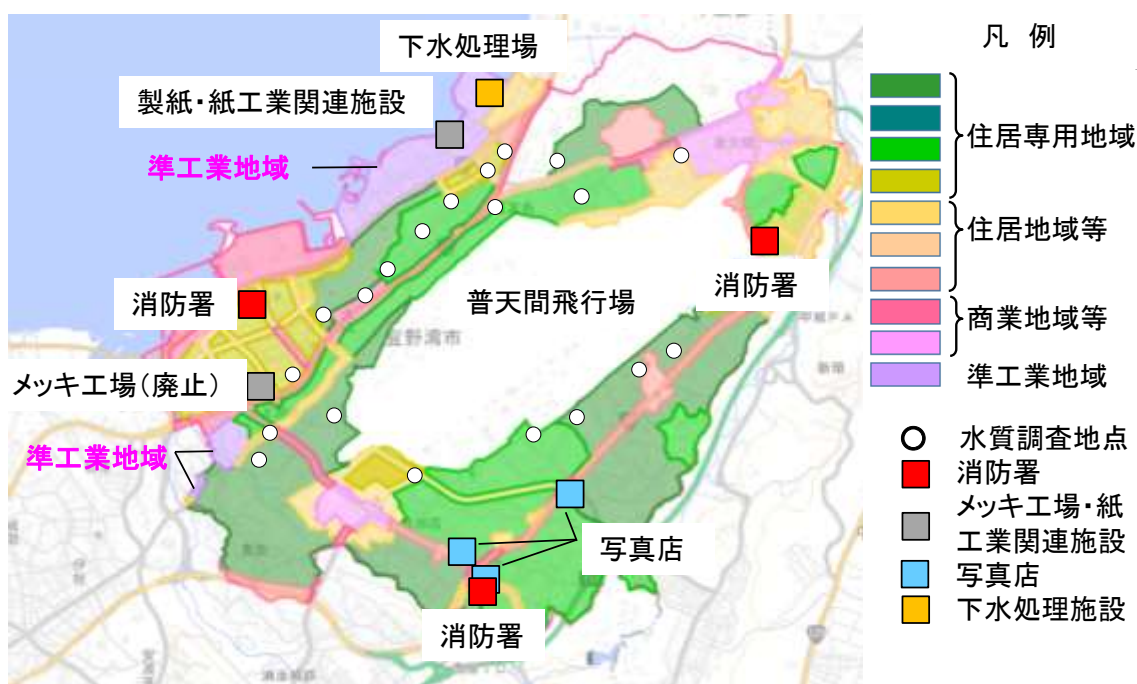 下水処理場
製紙・紙工業関連施設
準工業地域
消防署
消防署
普天間飛行場
宜野湾市
メッキ工場(廃止)
準工業地域
写真店
消防署
凡 例
住居専用地域
住居地域等
商業地域等
準工業地域
水質調査地点
消防署
メッキ工場・紙
工業関連施設
写真店
下水処理施設